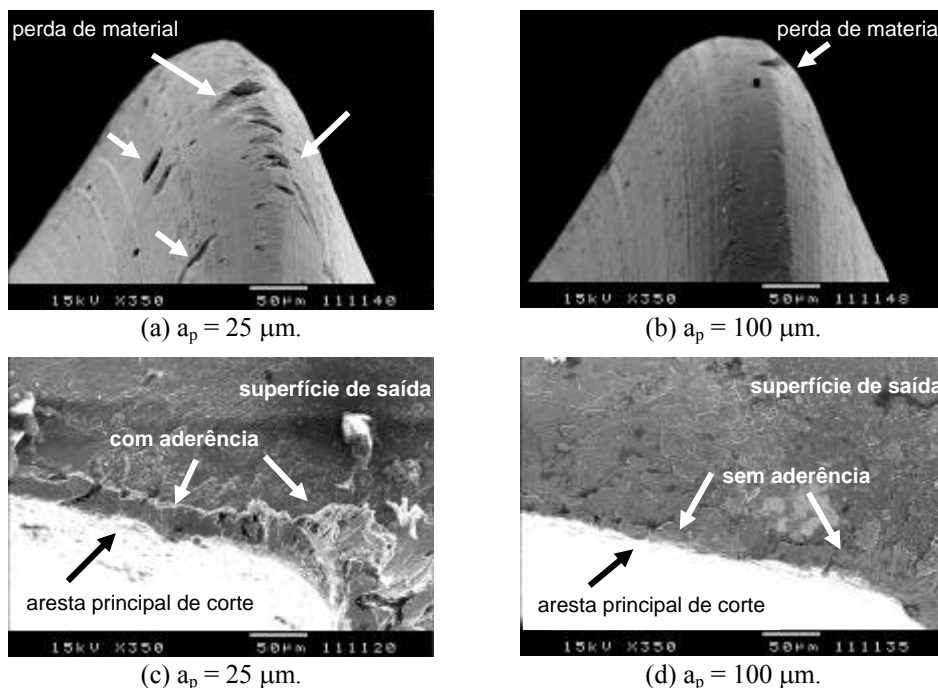 perda de material
15kV X350 50µm 111140
(a) aₚ = 25 µm.
perda de materia
15kV X350 50µm 111148
(b) aₚ = 100 µm.
superfície de saída
com aderência
aresta principal de corte
15kV X350 50µm 111120
(c) aₚ = 25 µm.
superfície de saída
sem aderência
aresta principal de corte
15kV X350 50µm 111135
(d) aₚ = 100 µm.